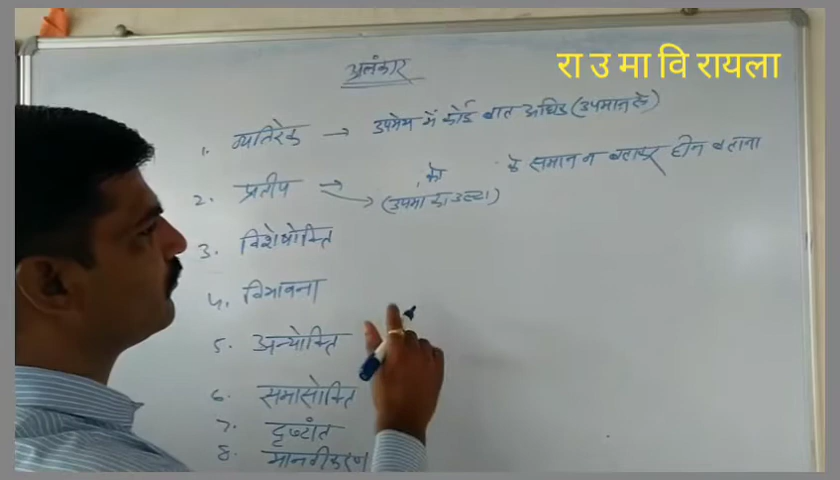 रा उ मा वि रायला
अलंकार
1. व्यतिरेक → उपमेय में कोई बात अधिक (उपमान से)
2. प्रतीप → को के समान न बताकर हीन बताना
(उपमा का उल्टा)
3. विशेषोक्ति
4. विभावना
5. अन्योक्ति
6. समासोक्ति
7. दृष्टांत
8. मानवीकरण